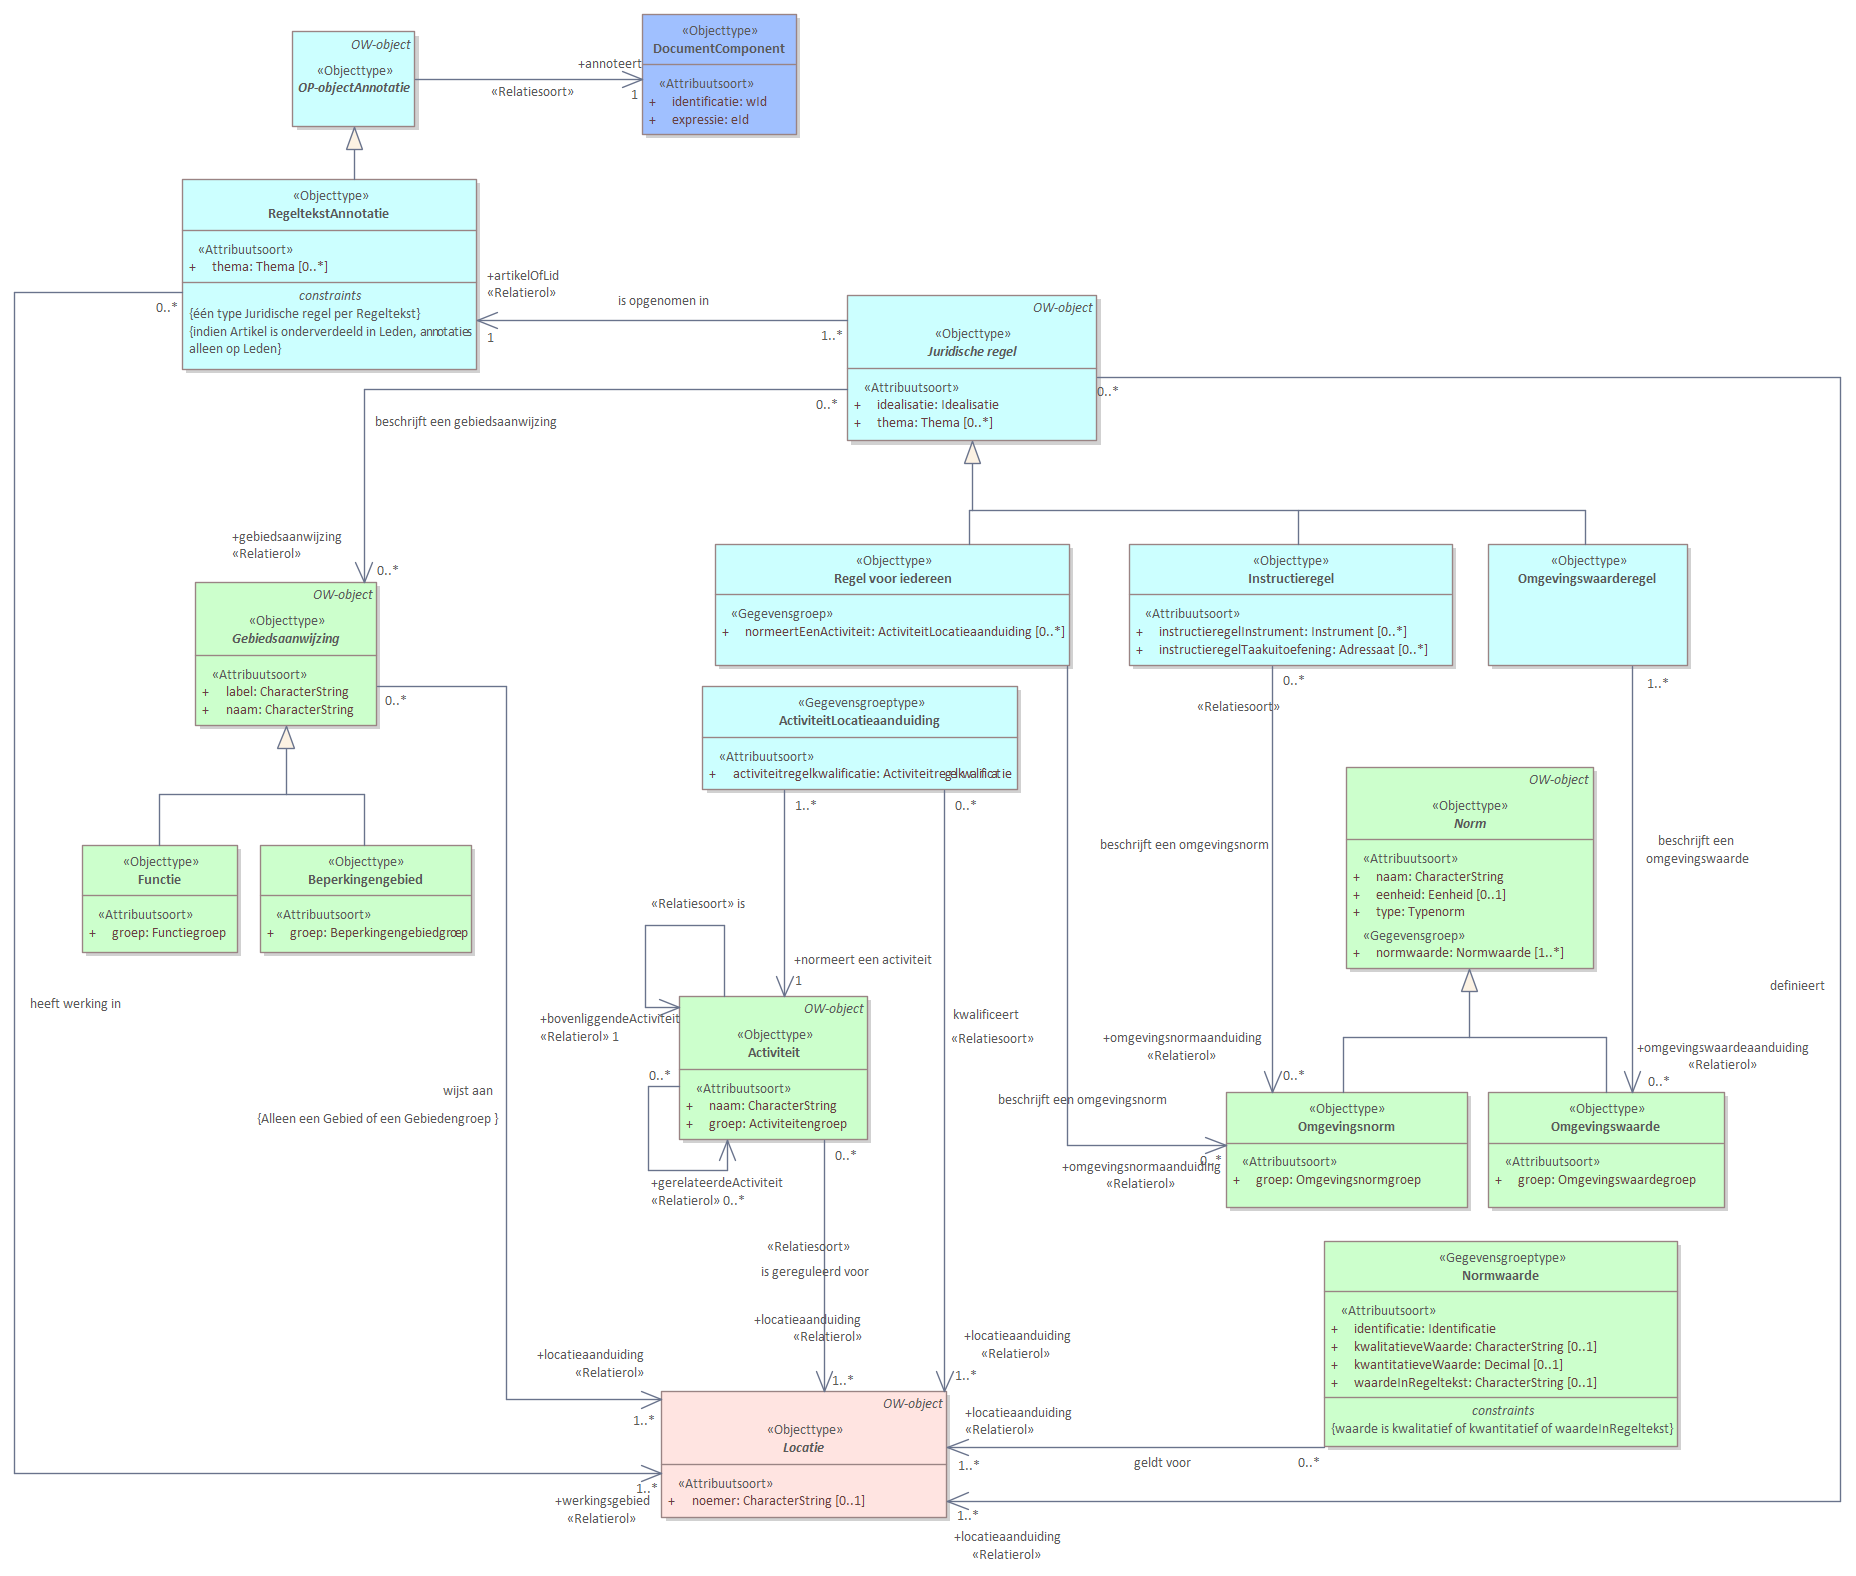 OW-object
«Objecttype»
OP-objectAnnotatie
+annoteert
1
«Relatiesoort»
«Objecttype»
DocumentComponent
«Attribuutsoort»
+ identificatie: wId
+ expressie: eId
«Objecttype»
RegeltekstAnnotatie
«Attribuutsoort»
+ thema: Thema [0..*]
constraints
{één type Juridische regel per Regeltekst}
{indien Artikel is onderverdeeld in Leden, annotaties
alleen op Leden}
0..*
+artikelOfLid
«Relatierol»
1
is opgenomen in
1..*
OW-object
«Objecttype»
Juridische regel
«Attribuutsoort»
+ idealisatie: Idealisatie
+ thema: Thema [0..*]
0..*
0..*
beschrijft een gebiedsaanwijzing
+gebiedsaanwijzing
«Relatierol»
0..*
OW-object
«Objecttype»
Gebiedsaanwijzing
«Attribuutsoort»
+ label: CharacterString
+ naam: CharacterString
0..*
«Objecttype»
Regel voor iedereen
«Gegevensgroep»
+ normeertEenActiviteit: ActiviteitLocatieaanduiding [0..*]
«Objecttype»
Instructieregel
«Attribuutsoort»
+ instructieregelInstrument: Instrument [0..*]
+ instructieregelTaakuitoefening: Adressaat [0..*]
«Objecttype»
Omgevingswaarderegel
0..*
«Relatiesoort»
1..*
«Gegevensgroeptype»
ActiviteitLocatieaanduiding
«Attribuutsoort»
+ activiteitregelkwalificatie: Activiteitregelkwalificatie
1..*
0..*
OW-object
«Objecttype»
Norm
«Attribuutsoort»
+ naam: CharacterString
+ eenheid: Eenheid [0..1]
+ type: Typenorm
«Gegevensgroep»
+ normwaarde: Normwaarde [1..*]
beschrijft een omgevingsnorm
beschrijft een
omgevingswaarde
«Objecttype»
Functie
«Attribuutsoort»
+ groep: Functiegroep
«Objecttype»
Beperkingengebied
«Attribuutsoort»
+ groep: Beperkingengebiedgroep
«Relatiesoort» is
+normeert een activiteit
1
heeft werking in
definieert
+bovenliggendeActiviteit
«Relatierol» 1
OW-object
«Objecttype»
Activiteit
«Attribuutsoort»
+ naam: CharacterString
+ groep: Activiteitengroep
0..*
+gerelateerdeActiviteit
«Relatierol» 0..*
0..*
kwalificeert
«Relatiesoort»
+omgevingsnormaanduiding
«Relatierol»
0..*
+omgevingswaardeaanduiding
«Relatierol»
0..*
wijst aan
{Alleen een Gebied of een Gebiedengroep }
beschrijft een omgevingsnorm
0..*
+omgevingsnormaanduiding
«Relatierol»
«Objecttype»
Omgevingsnorm
«Attribuutsoort»
+ groep: Omgevingsnormgroep
«Objecttype»
Omgevingswaarde
«Attribuutsoort»
+ groep: Omgevingswaardegroep
«Relatiesoort»
is gereguleerd voor
+locatieaanduiding
«Relatierol»
1..*
+locatieaanduiding
«Relatierol»
1..*
+locatieaanduiding
«Relatierol»
1..*
«Gegevensgroeptype»
Normwaarde
«Attribuutsoort»
+ identificatie: Identificatie
+ kwalitatieveWaarde: CharacterString [0..1]
+ kwantitatieveWaarde: Decimal [0..1]
+ waardeInRegeltekst: CharacterString [0..1]
constraints
{waarde is kwalitatief of kwantitatief of waardeInRegeltekst}
+locatieaanduiding
«Relatierol»
1..*
geldt voor
0..*
OW-object
«Objecttype»
Locatie
«Attribuutsoort»
+ noemer: CharacterString [0..1]
1..*
+werkingsgebied
«Relatierol»
1..*
+locatieaanduiding
«Relatierol»